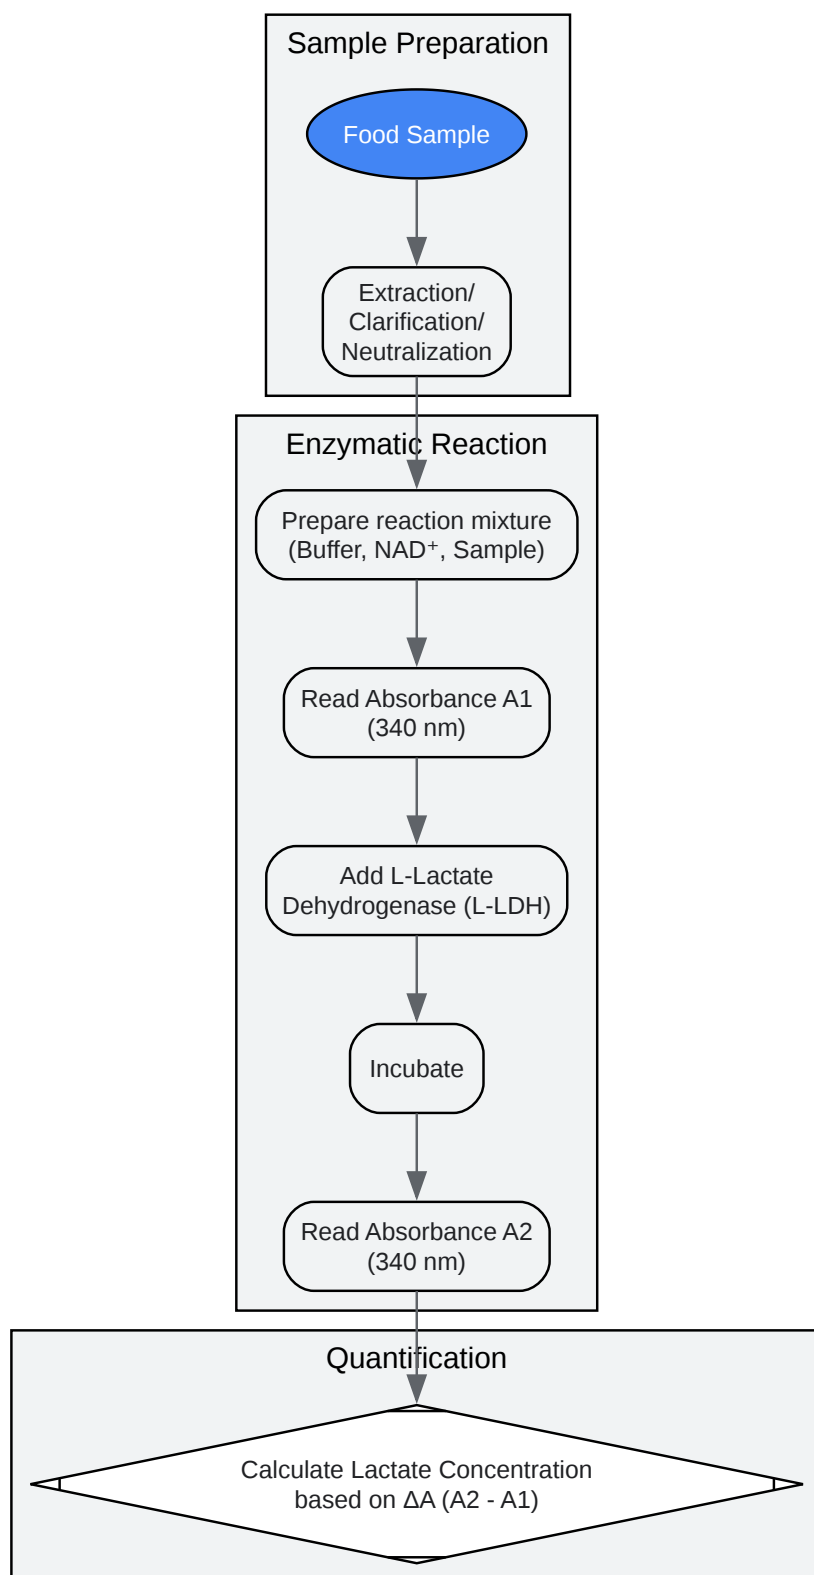 Sample Preparation
Food Sample
Extraction/
Clarification/
Neutralization
Enzymatic Reaction
Prepare reaction mixture
(Buffer, NAD⁺, Sample)
Read Absorbance A1
(340 nm)
Add L-Lactate
Dehydrogenase (L-LDH)
Incubate
Read Absorbance A2
(340 nm)
Quantification
Calculate Lactate Concentration
based on ΔA (A2 - A1)